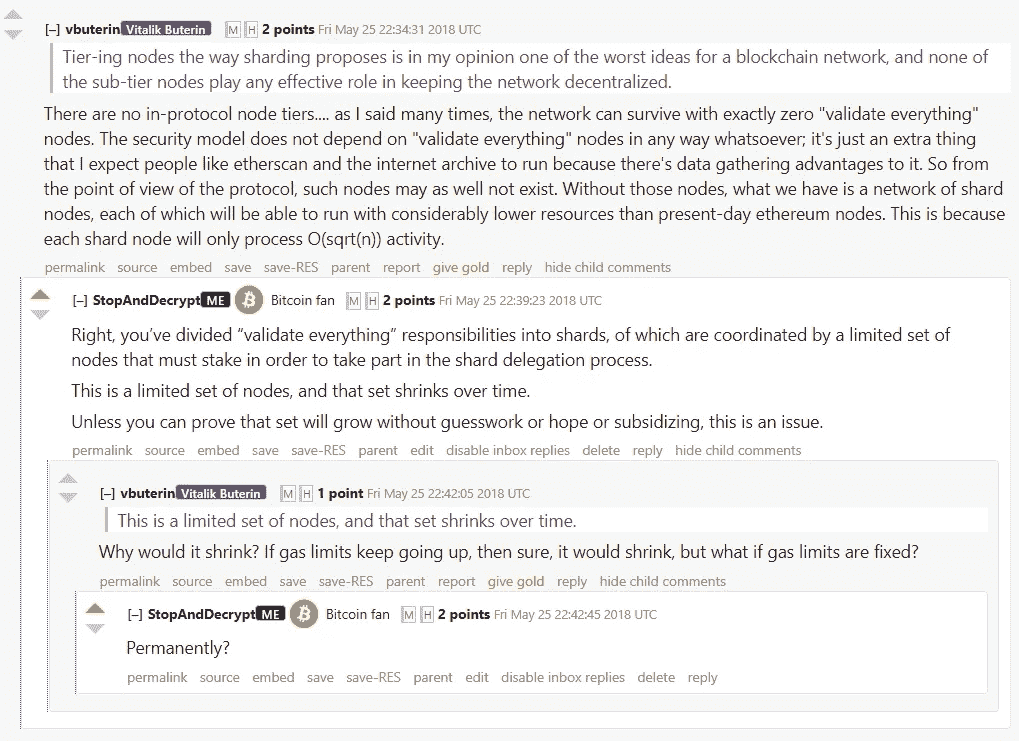 [–] vbuterin Vitalik Buterin M H 2 points Fri May 25 22:34:31 2018 UTC
Tier-ing nodes the way sharding proposes is in my opinion one of the worst ideas for a blockchain network, and none of
the sub-tier nodes play any effective role in keeping the network decentralized.
There are no in-protocol node tiers.... as I said many times, the network can survive with exactly zero "validate everything"
nodes. The security model does not depend on "validate everything" nodes in any way whatsoever; it's just an extra thing
that I expect people like etherscan and the internet archive to run because there's data gathering advantages to it. So from
the point of view of the protocol, such nodes may as well not exist. Without those nodes, what we have is a network of shard
nodes, each of which will be able to run with considerably lower resources than present-day ethereum nodes. This is because
each shard node will only process O(sqrt(n)) activity.
permalink source embed save save-RES parent report give gold reply hide child comments
[–] StopAndDecrypt ME Bitcoin fan M H 2 points Fri May 25 22:39:23 2018 UTC
Right, you've divided “validate everything” responsibilities into shards, of which are coordinated by a limited set of
nodes that must stake in order to take part in the shard delegation process.
This is a limited set of nodes, and that set shrinks over time.
Unless you can prove that set will grow without guesswork or hope or subsidizing, this is an issue.
permalink source embed save save-RES parent edit disable inbox replies delete reply hide child comments
[–] vbuterin Vitalik Buterin M H 1 point Fri May 25 22:42:05 2018 UTC
This is a limited set of nodes, and that set shrinks over time.
Why would it shrink? If gas limits keep going up, then sure, it would shrink, but what if gas limits are fixed?
permalink source embed save save-RES parent report give gold reply hide child comments
[–] StopAndDecrypt ME Bitcoin fan M H 2 points Fri May 25 22:42:45 2018 UTC
Permanently?
permalink source embed save save-RES parent edit disable inbox replies delete reply